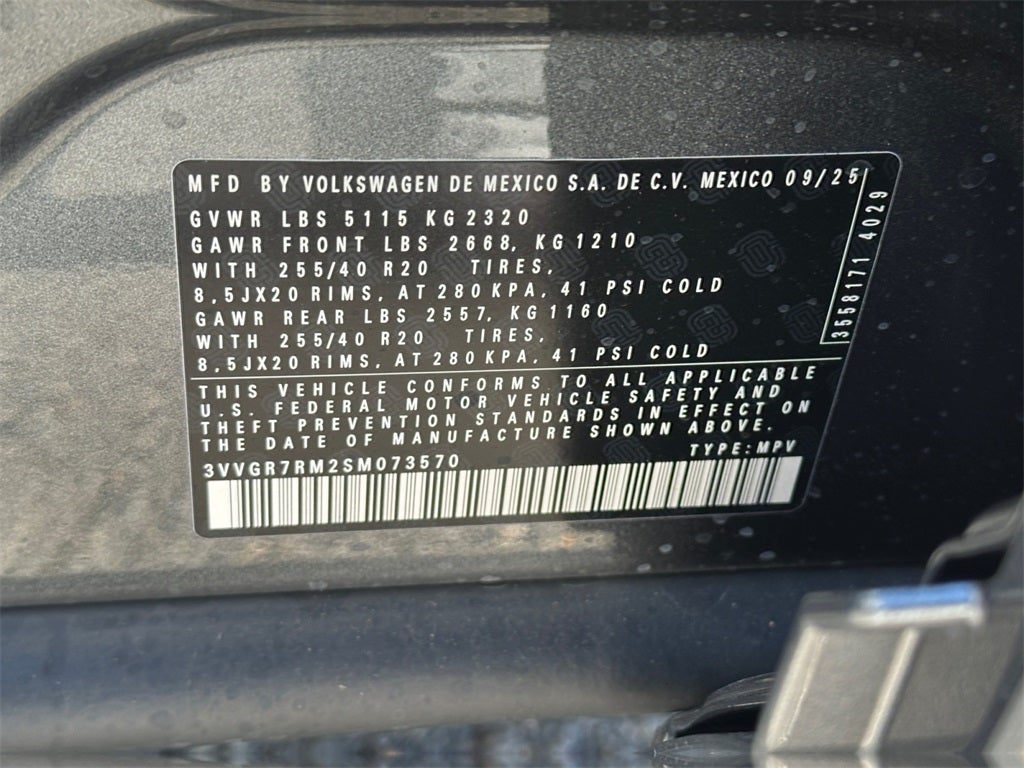 MFD BY VOLKSWAGEN DE MEXICO S.A. DE C.V. MEXICO 09/25
GVWR LBS 5115 KG 2320
GAWR FRONT LBS 2668, KG 1210
WITH 255/40 R20 TIRES,
8,5JX20 RIMS, AT 280 KPA, 41 PSI COLD
GAWR REAR LBS 2557, KG 1160
WITH 255/40 R20 TIRES,
8,5JX20 RIMS, AT 280 KPA, 41 PSI COLD
3558171 4029
THIS VEHICLE CONFORMS TO ALL APPLICABLE
U.S. FEDERAL MOTOR VEHICLE SAFETY AND
THEFT PREVENTION STANDARDS IN EFFECT ON
THE DATE OF MANUFACTURE SHOWN ABOVE.
TYPE: MPV
3VVGR7RM2SM073570